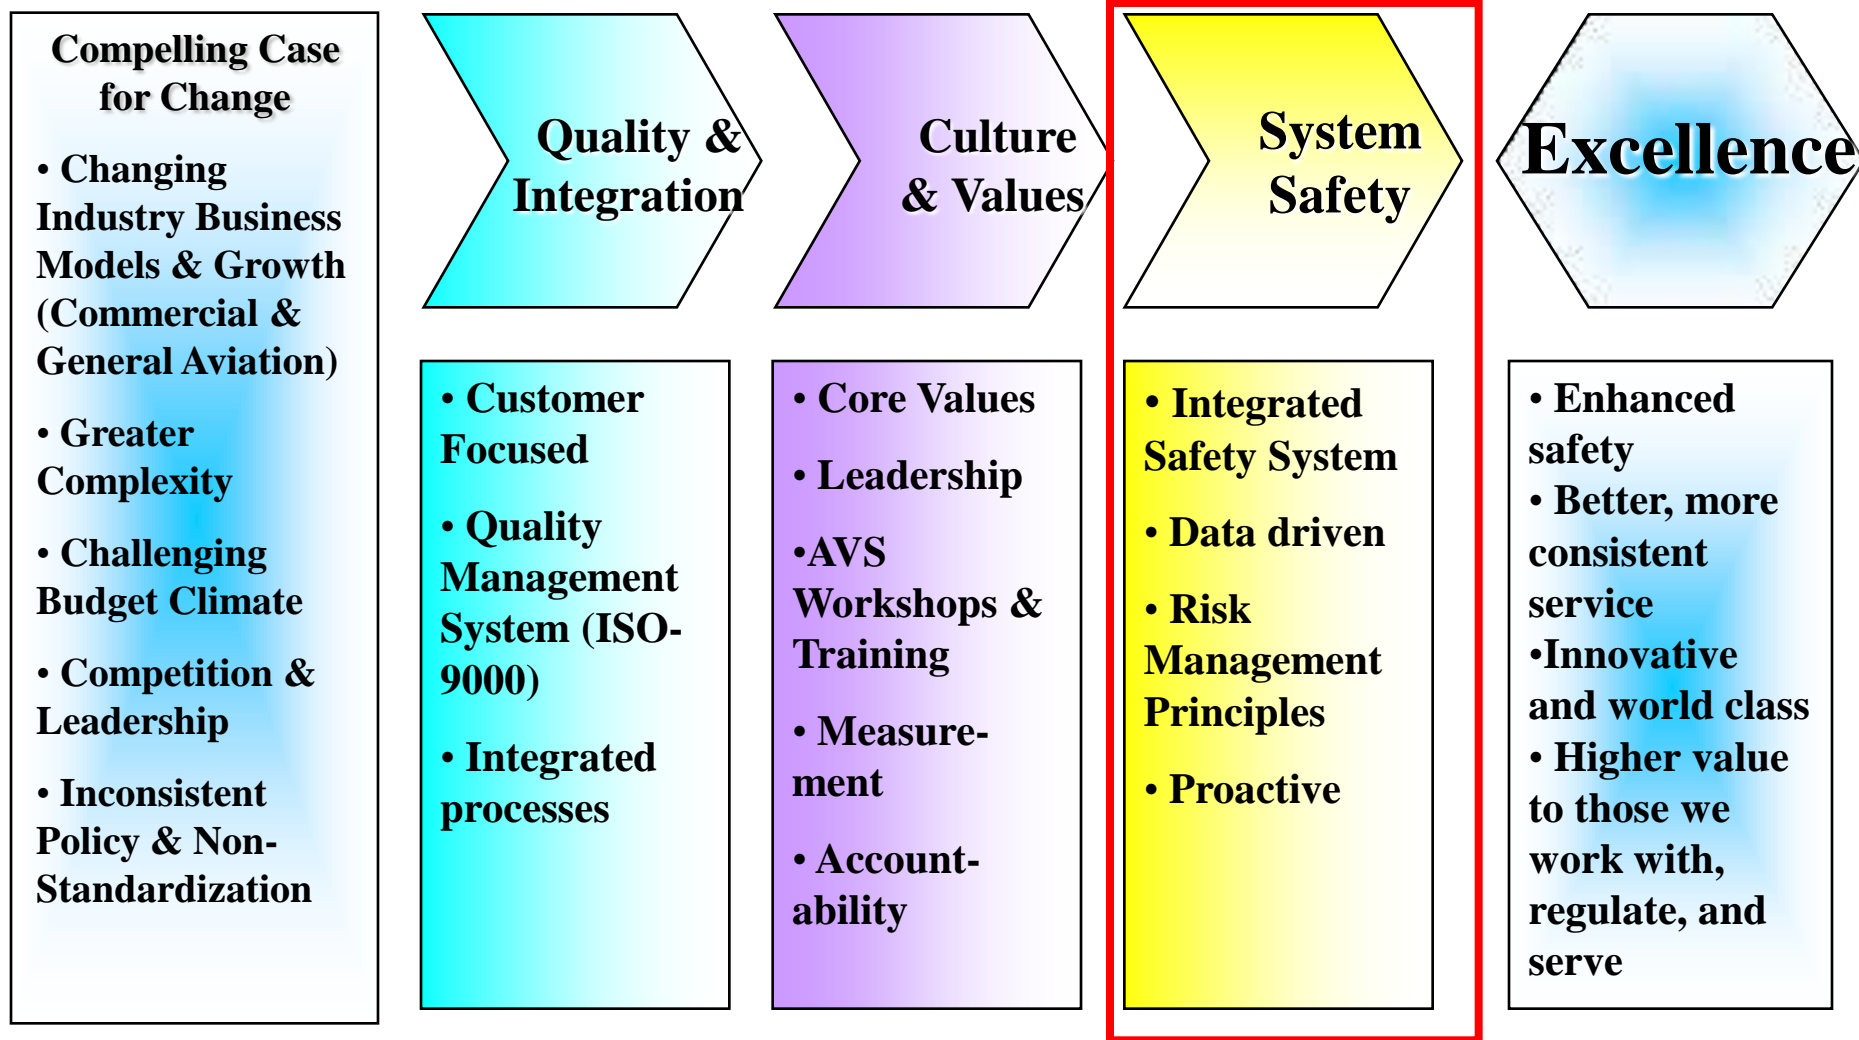 Compelling Case
for Change
• Changing
Industry Business
Models & Growth
(Commercial &
General Aviation)
• Greater
Complexity
• Challenging
Budget Climate
• Competition &
Leadership
• Inconsistent
Policy & Non-
Standardization
Quality &
Integration
• Customer
Focused
• Quality
Management
System (ISO-
9000)
• Integrated
processes
Culture
& Values
• Core Values
• Leadership
•AVS
Workshops &
Training
• Measure-
ment
• Account-
ability
System
Safety
• Integrated
Safety System
• Data driven
• Risk
Management
Principles
• Proactive
Excellence
• Enhanced
safety
• Better, more
consistent
service
•Innovative
and world class
• Higher value
to those we
work with,
regulate, and
serve